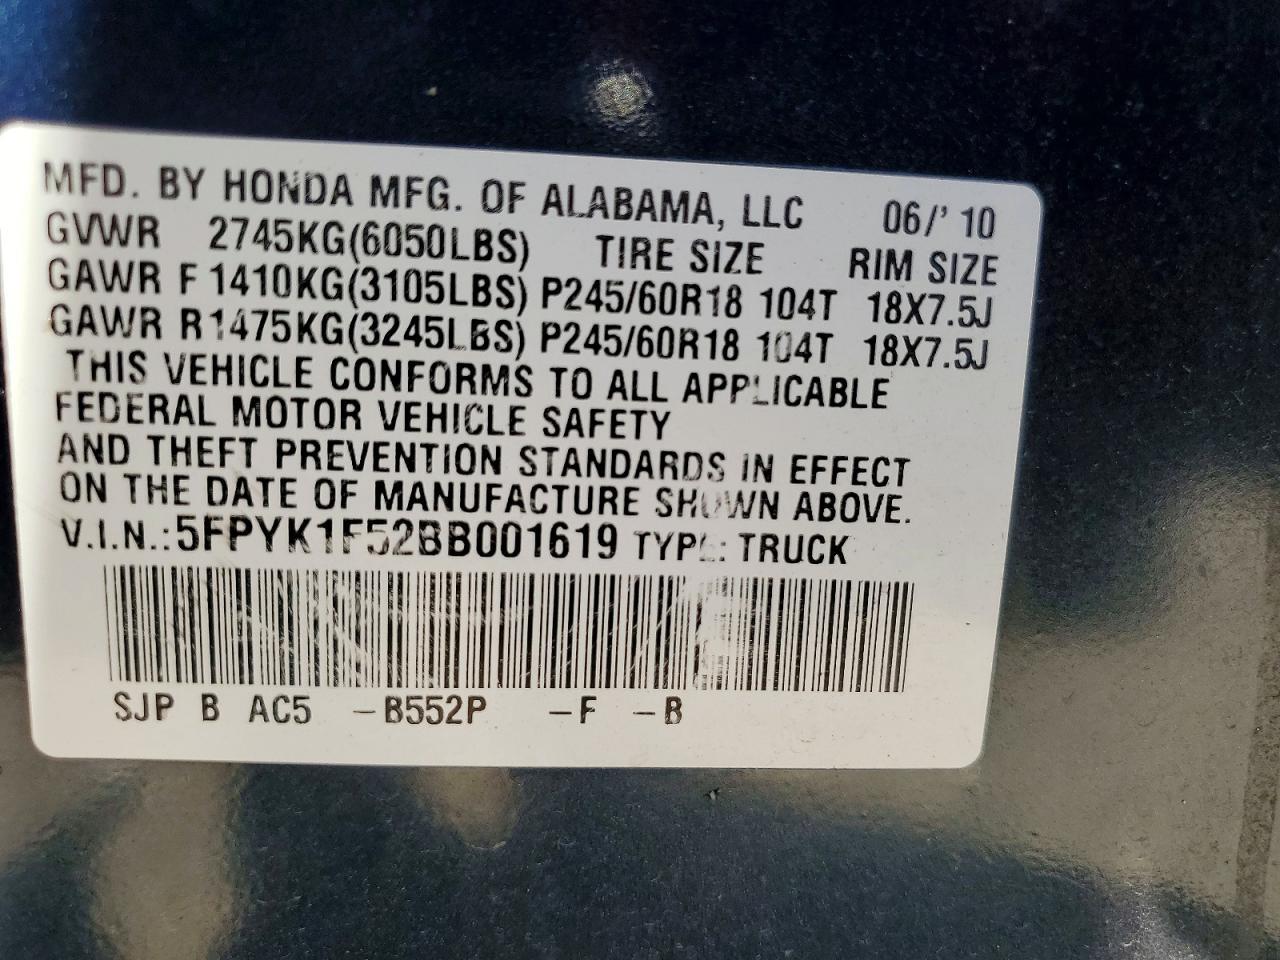 MFD. BY HONDA MFG. OF ALABAMA, LLC 06/' 10
GVWR 2745KG(6050LBS) TIRE SIZE RIM SIZE
GAWR F 1410KG(3105LBS) P245/60R18 104T 18X7.5J
GAWR R 1475KG(3245LBS) P245/60R18 104T 18X7.5J
THIS VEHICLE CONFORMS TO ALL APPLICABLE
FEDERAL MOTOR VEHICLE SAFETY
AND THEFT PREVENTION STANDARDS IN EFFECT
ON THE DATE OF MANUFACTURE SHOWN ABOVE.
V.I.N.:5FPYK1F52BB001619 TYPE: TRUCK
SJP B AC5 -B552P -F -B